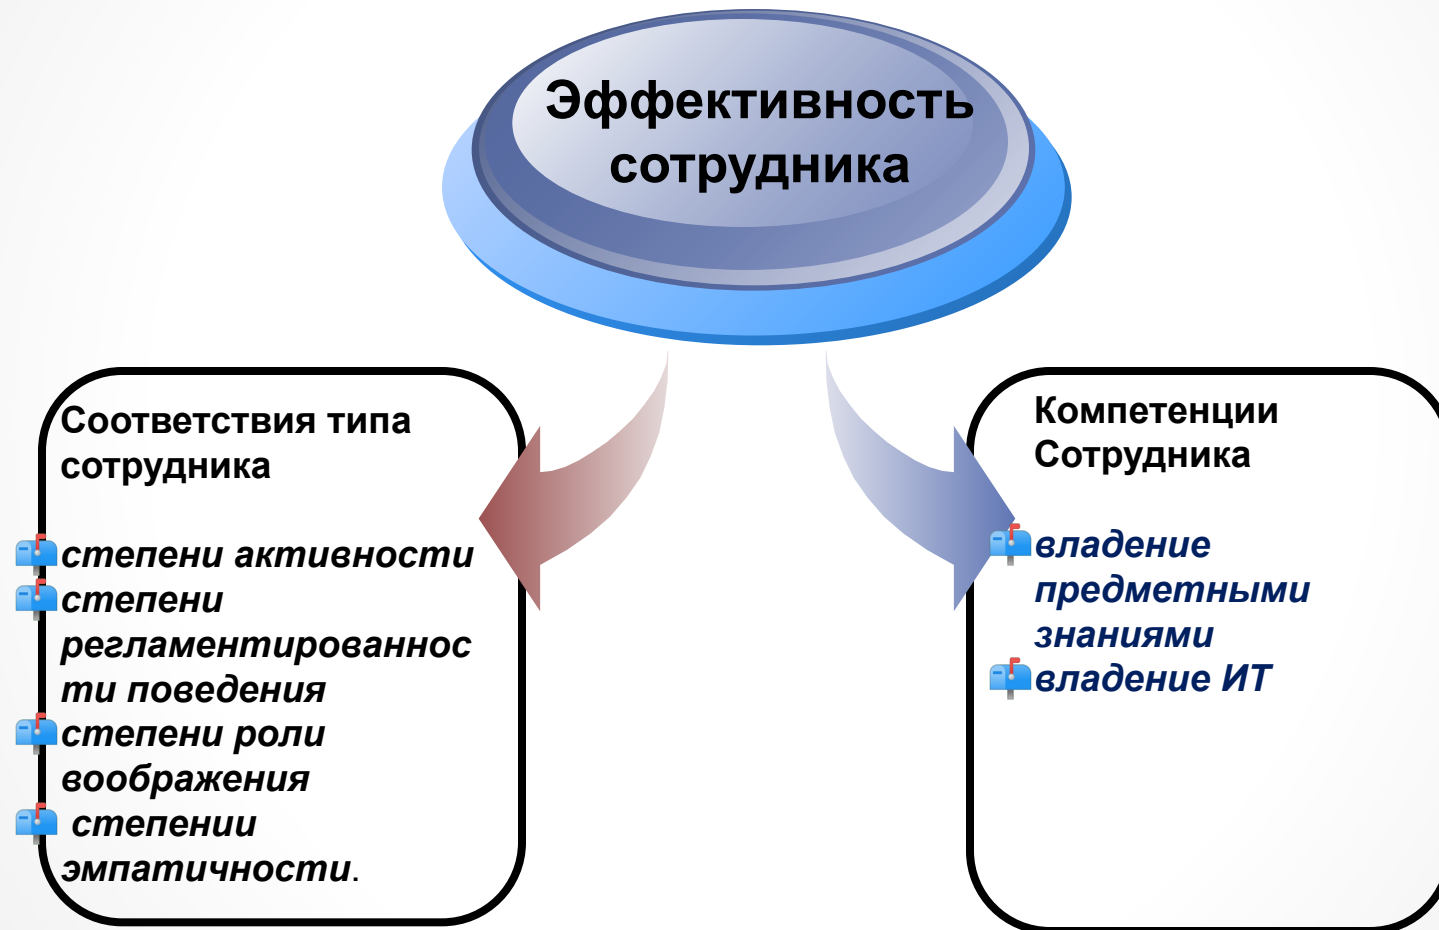 Эффективность
сотрудника
Соответствия типа
сотрудника
степени активности
степени
регламентированнос
ти поведения
степени роли
воображения
степении
эмпатичности.
Компетенции
Сотрудника
владение
предметными
знаниями
владение ИТ